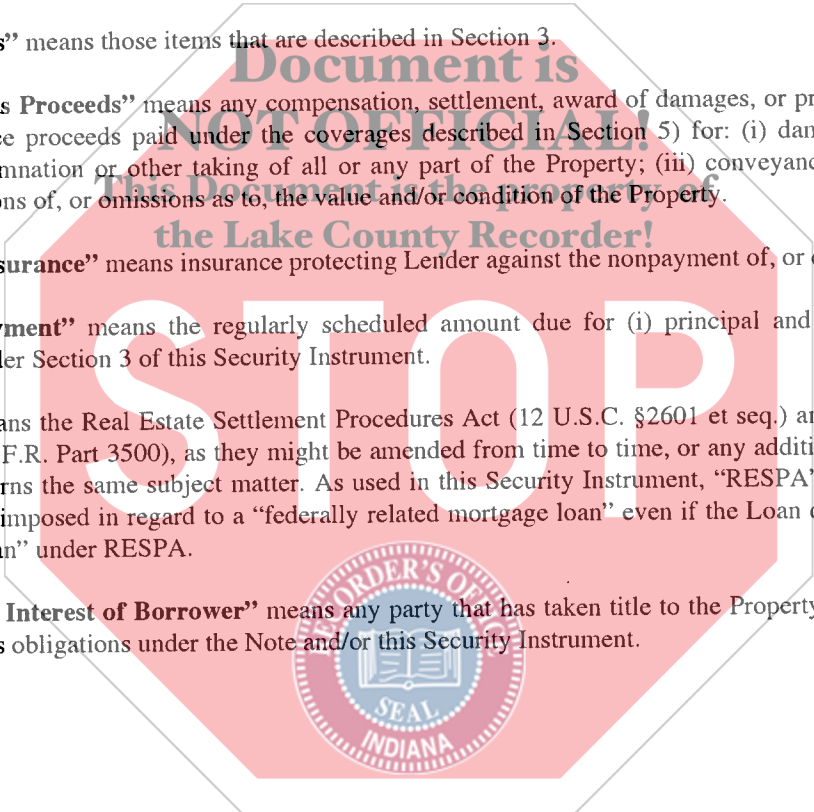 s” means those items that are described in Section 3.
Document is
s Proceeds” means any compensation, settlement, award of damages, or pr
NOT OFFICIAL!
e proceeds paid under the coverages described in Section 5) for: (i) dam
mnation or other taking of all or any part of the Property; (iii) conveyanc
This Document is the property of
ons of, or omissions as to, the value and/or condition of the Property.
the Lake County Recorder!
surance” means insurance protecting Lender against the nonpayment of, or
yment” means the regularly scheduled amount due for (i) principal and
er Section 3 of this Security Instrument.
STOP
ans the Real Estate Settlement Procedures Act (12 U.S.C. §2601 et seq.) an
F.R. Part 3500), as they might be amended from time to time, or any additi
rns the same subject matter. As used in this Security Instrument, “RESPA”
imposed in regard to a “federally related mortgage loan” even if the Loan
n” under RESPA.
RECORDER'S OFFICE
Interest of Borrower” means any party that has taken title to the Property
s obligations under the Note and/or this Security Instrument.
SEAL
INDIANA